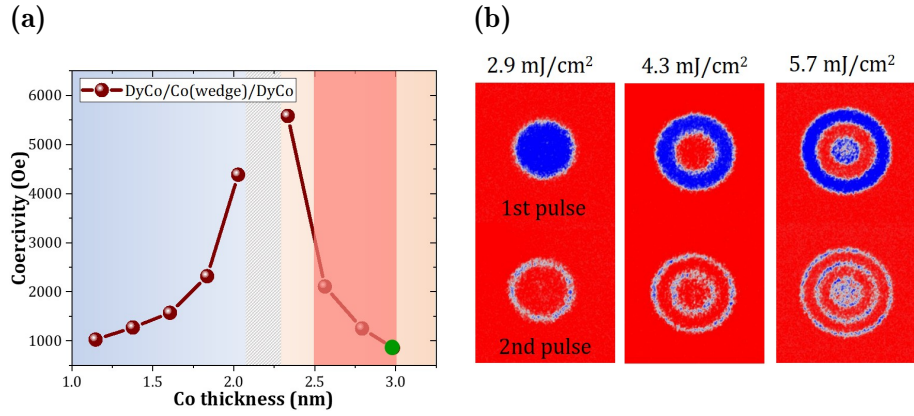 (a)
DyCo/Co(wedge)/DyCo
Coercivity (Oe)
6000
5000
4000
3000
2000
1000
1.0 1.5 2.0 2.5 3.0
Co thickness (nm)
(b)
2.9 mJ/cm² 4.3 mJ/cm² 5.7 mJ/cm²
1st pulse
2nd pulse